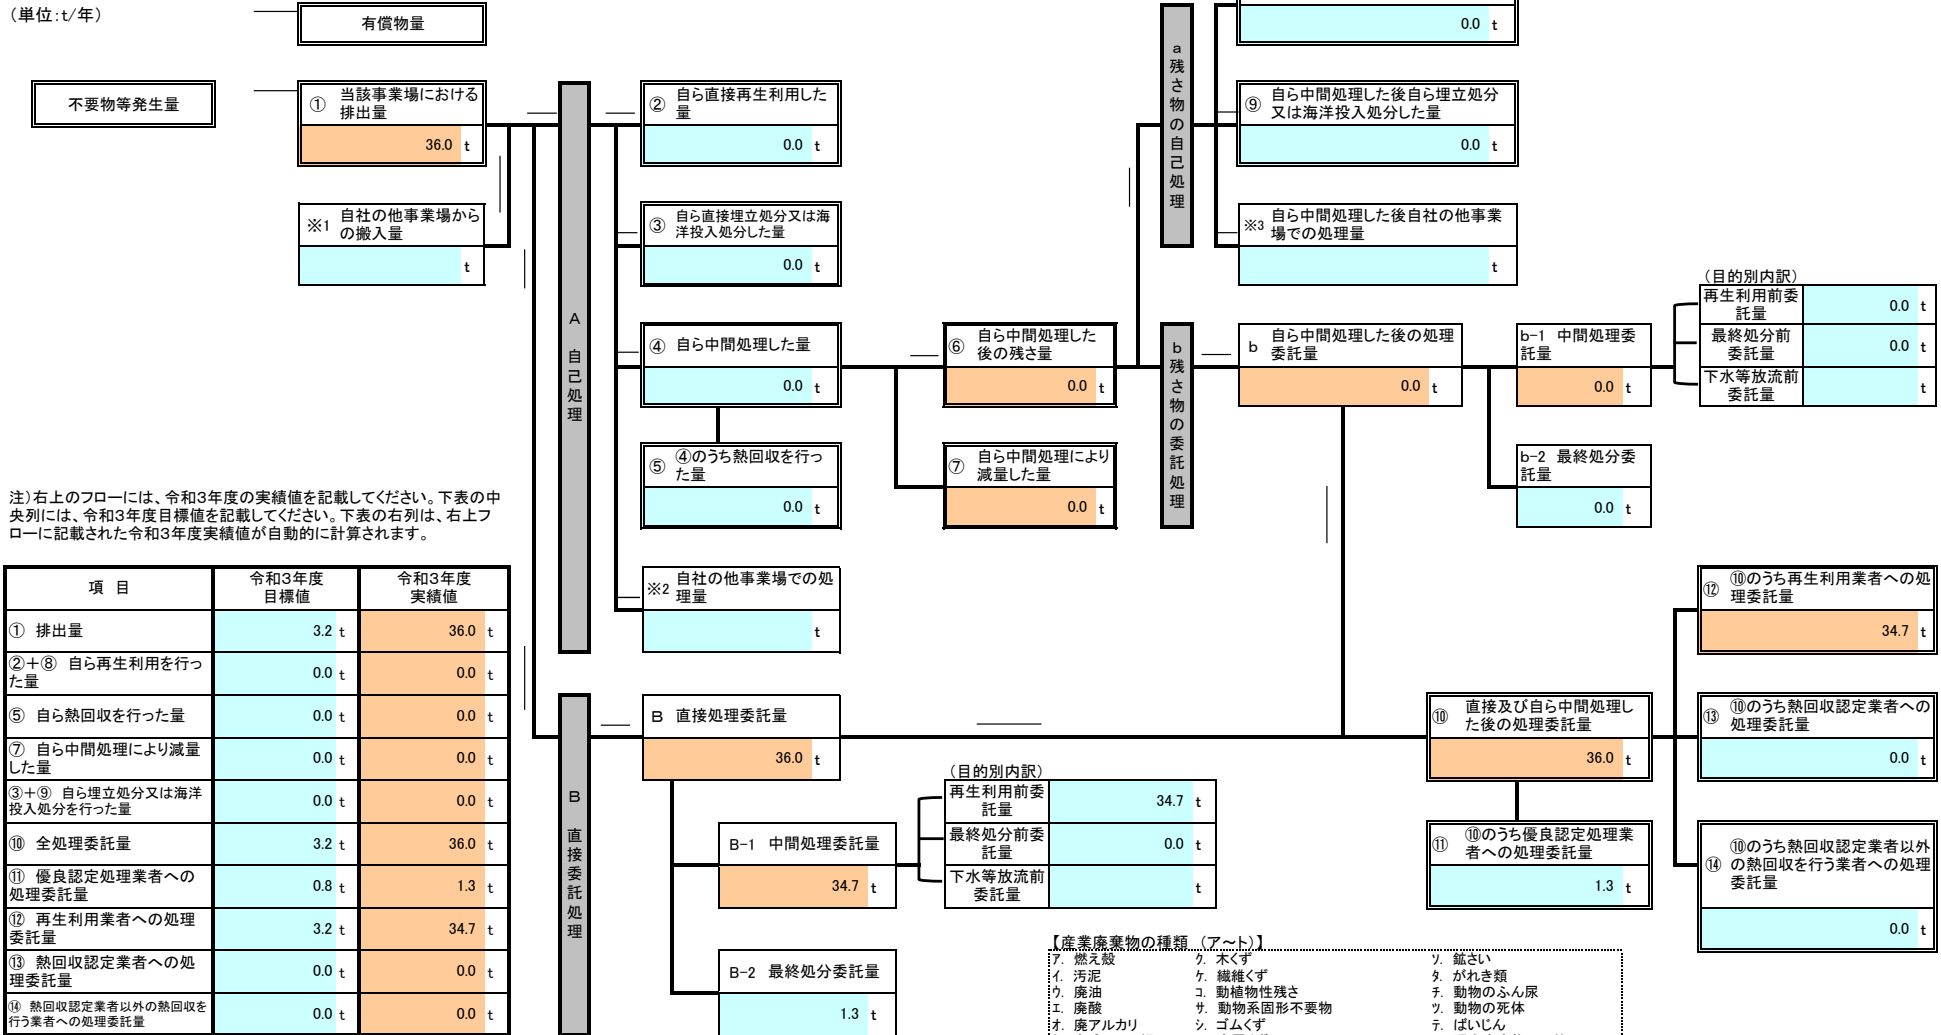 (単位:t/年)
有償物量
不要物等発生量
① 当該事業場における
排出量
36.0 t
※1 自社の他事業場から
の搬入量
t
A 自己処理
② 自ら直接再生利用した
量
0.0 t
③ 自ら直接埋立処分又は海
洋投入処分した量
0.0 t
④ 自ら中間処理した量
0.0 t
⑤ ④のうち熱回収を行っ
た量
0.0 t
※2 自社の他事業場での処
理量
t
⑥ 自ら中間処理した
後の残さ量
0.0 t
⑦ 自ら中間処理により
減量した量
0.0 t
a 残さ物の自己処理
0.0 t
⑨ 自ら中間処理した後自ら埋立処分
又は海洋投入処分した量
0.0 t
※3 自ら中間処理した後自社の他事業
場での処理量
t
b 残さ物の委託処理
b 自ら中間処理した後の処理
委託量
0.0 t
b-1 中間処理委
託量
0.0 t
b-2 最終処分委
託量
0.0 t
(目的別内訳)
再生利用前委
託量
0.0 t
最終処分前
委託量
0.0 t
下水等放流前
委託量
t
注)右上のフローには、令和3年度の実績値を記載してください。下表の中
央列には、令和3年度目標値を記載してください。下表の右列は、右上フ
ローに記載された令和3年度実績値が自動的に計算されます。
項 目 令和3年度
目標値 令和3年度
実績値
① 排出量 3.2 t 36.0 t
②+⑧ 自ら再生利用を行っ
た量 0.0 t 0.0 t
⑤ 自ら熱回収を行った量 0.0 t 0.0 t
⑦ 自ら中間処理により減量
した量 0.0 t 0.0 t
③+⑨ 自ら埋立処分又は海洋
投入処分を行った量 0.0 t 0.0 t
⑩ 全処理委託量 3.2 t 36.0 t
⑪ 優良認定処理業者への
処理委託量 0.8 t 1.3 t
⑫ 再生利用業者への処理
委託量 3.2 t 34.7 t
⑬ 熱回収認定業者への処
理委託量 0.0 t 0.0 t
⑭ 熱回収認定業者以外の熱回収を
行う業者への処理委託量 0.0 t 0.0 t
B 直接委託処理
B 直接処理委託量
36.0 t
B-1 中間処理委託量
34.7 t
B-2 最終処分委託量
1.3 t
(目的別内訳)
再生利用前委
託量
34.7 t
最終処分前委
託量
0.0 t
下水等放流前
委託量
t
⑩ 直接及び自ら中間処理し
た後の処理委託量
36.0 t
⑪ ⑩のうち優良認定処理業
者への処理委託量
1.3 t
⑫ ⑩のうち再生利用業者への処
理委託量
34.7 t
⑬ ⑩のうち熱回収認定業者への
処理委託量
0.0 t
⑭ ⑩のうち熱回収認定業者以外
の熱回収を行う業者への処理
委託量
0.0 t
【産業廃棄物の種類 (ア~ト)】
ア. 燃え殻 ク. 木くず ソ. 鉱さい
イ. 汚泥 ケ. 繊維くず タ. がれき類
ウ. 廃油 コ. 動植物性残さ チ. 動物のふん尿
エ. 廃酸 サ. 動物系固形不要物 ツ. 動物の死体
オ. 廃アルカリ シ. ゴムくず テ. ばいじん